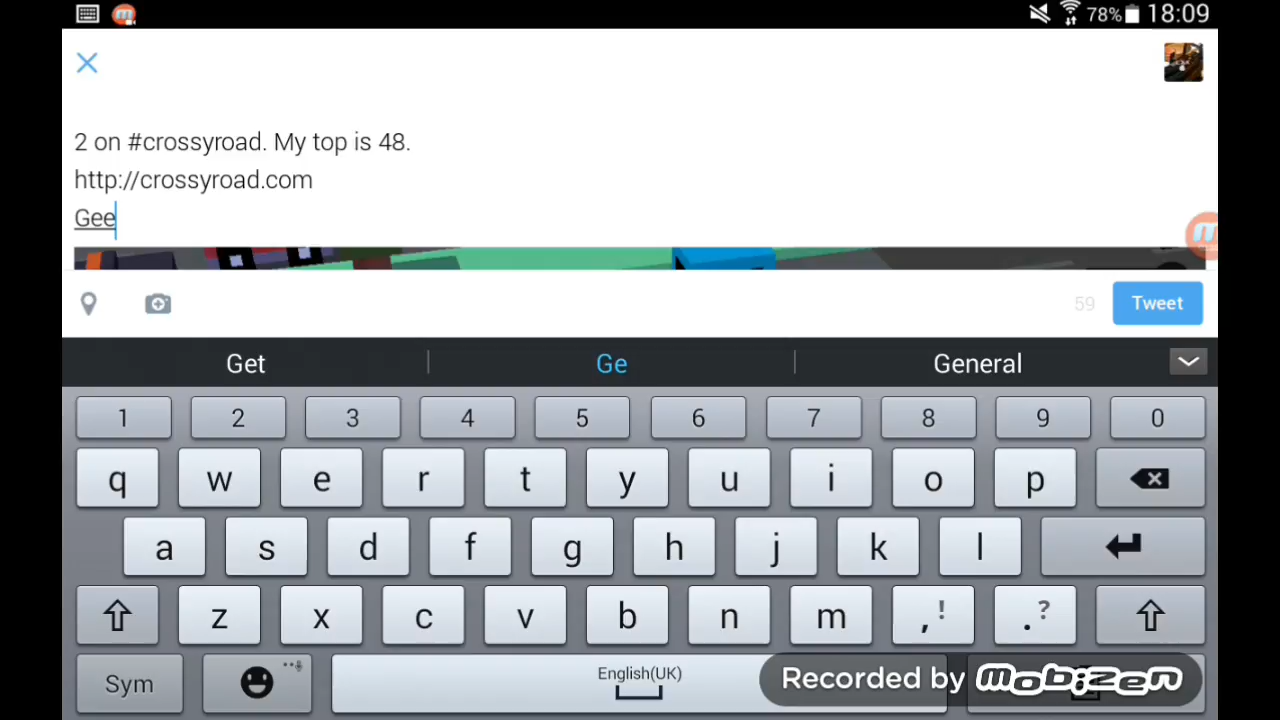 78% 18:09
2 on #crossyroad. My top is 48.
http://crossyroad.com
Gee
59 Tweet
Get Ge General
1 2 3 4 5 6 7 8 9 0
q w e r t y u i o p
a s d f g h j k l
z x c v b n m , ! . ?
Sym English(UK)
Recorded by mobizen